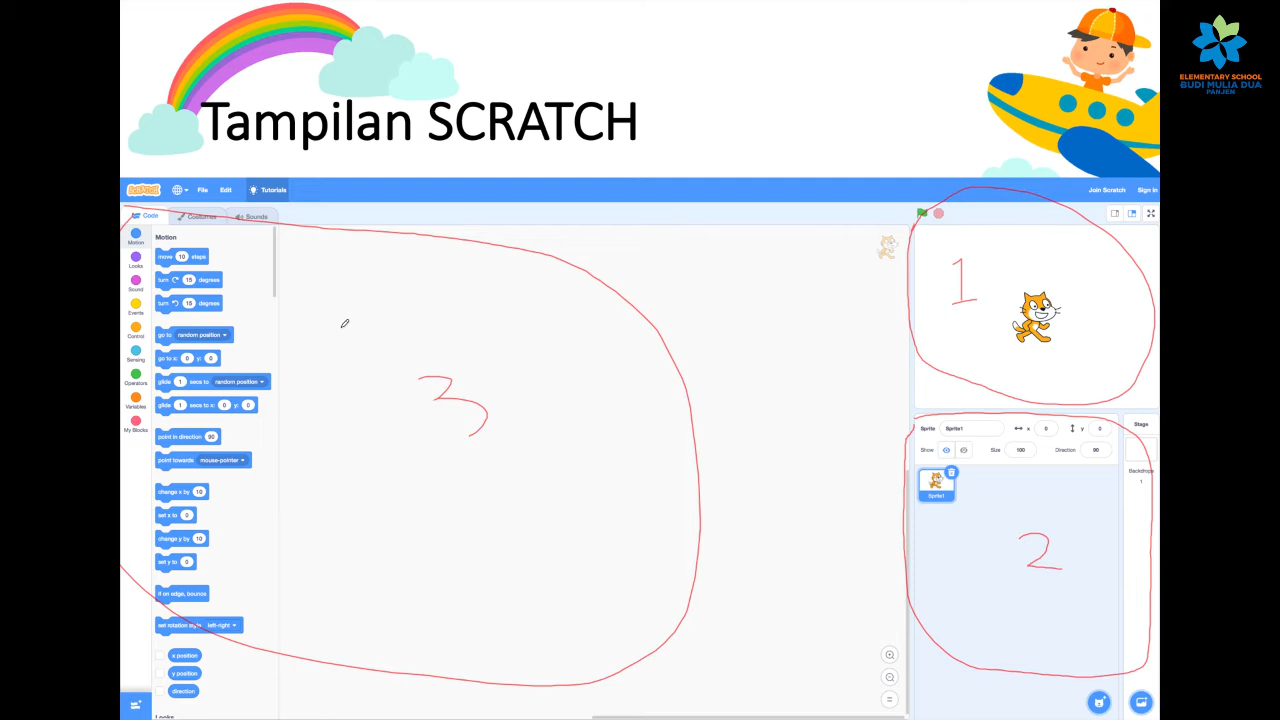 ELEMENTARY SCHOOL
BUDI MULIA DUA
PANJEN
Tampilan SCRATCH
SCRATCH File Edit Tutorials Join Scratch Sign in
Code Costumes Sounds
Motion
Looks
Sound
Events
Control
Sensing
Operators
Variables
My Blocks
Motion
move 10 steps
turn 15 degrees
turn 15 degrees
go to random position
go to x: 0 y: 0
glide 1 secs to random position
glide 1 secs to x: 0 y: 0
point in direction 90
point towards mouse-pointer
change x by 10
set x to 0
change y by 10
set y to 0
if on edge, bounce
set rotation style left-right
x position
y position
direction
Looks
3
1
Sprite Sprite1 x 0 y 0
Show Size 100 Direction 90
Sprite1
2
Stage
Backdrops
1